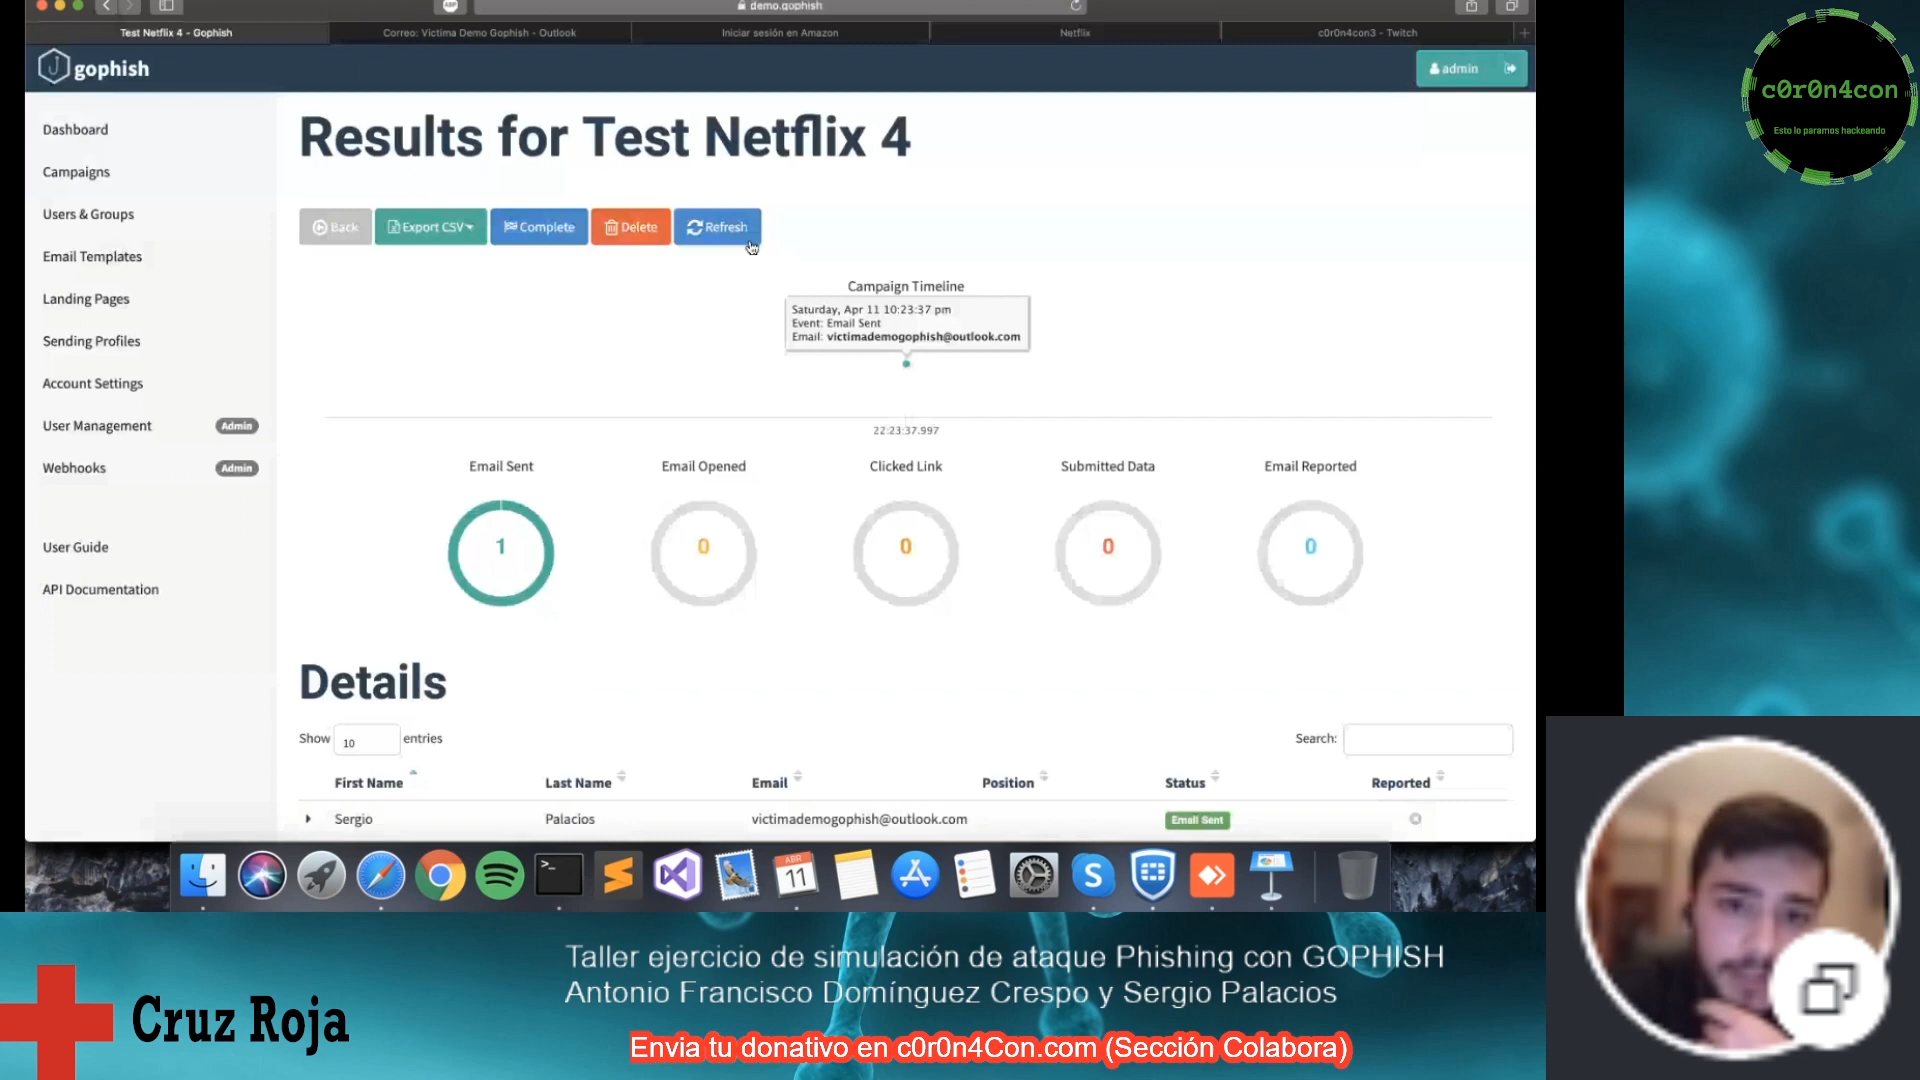 demo.gophish
ABP
Test Netflix 4 - Gophish
Correo: Victima Demo Gophish - Outlook
Iniciar sesión en Amazon
Netflix
c0r0n4con3 - Twitch
gophish
admin
c0r0n4con
Esto lo paramos hackeando
Dashboard
Campaigns
Users & Groups
Email Templates
Landing Pages
Sending Profiles
Account Settings
User Management Admin
Webhooks Admin
User Guide
API Documentation
Results for Test Netflix 4
Back
Export CSV
Complete
Delete
Refresh
Campaign Timeline
Saturday, Apr 11 10:23:37 pm
Event: Email Sent
Email: victimademogophish@outlook.com
22:23:37.997
Email Sent
Email Opened
Clicked Link
Submitted Data
Email Reported
1
0
0
0
0
Details
Show 10 entries
Search:
First Name Last Name Email Position Status Reported
Sergio Palacios victimademogophish@outlook.com Email Sent
ABR
11
Cruz Roja
Taller ejercicio de simulación de ataque Phishing con GOPHISH
Antonio Francisco Domínguez Crespo y Sergio Palacios
Envia tu donativo en c0r0n4Con.com (Sección Colabora)